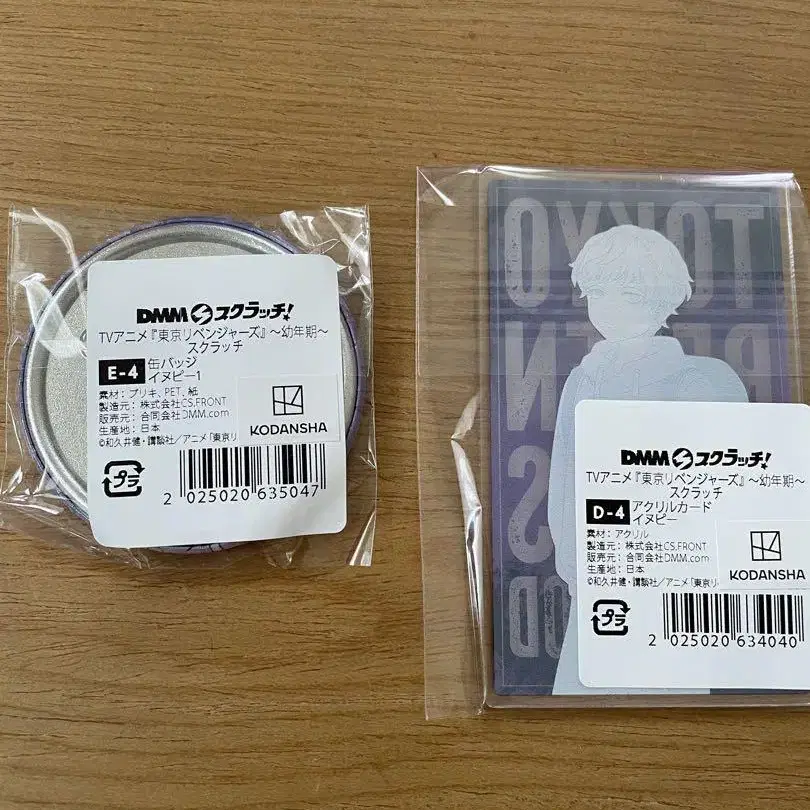 DMMスクラッチ!
TVアニメ『東京リベンジャーズ』〜幼年期〜
スクラッチ
E-4 缶バッジ
イヌピー1
素材: ブリキ、PET、紙
製造元: 株式会社CS.FRONT
販売元: 合同会社DMM.com
生産地: 日本
©和久井健・講談社／アニメ「東京リ
KODANSHA
プラ
2 025020 635047
TOKYO
REVEN
S
OD
DMMスクラッチ!
TVアニメ『東京リベンジャーズ』〜幼年期〜
スクラッチ
D-4 アクリルカード
イヌピー
素材: アクリル
製造元: 株式会社CS.FRONT
販売元: 合同会社DMM.com
生産地: 日本
©和久井健・講談社／アニメ「東京リ
KODANSHA
プラ
2 025020 634040